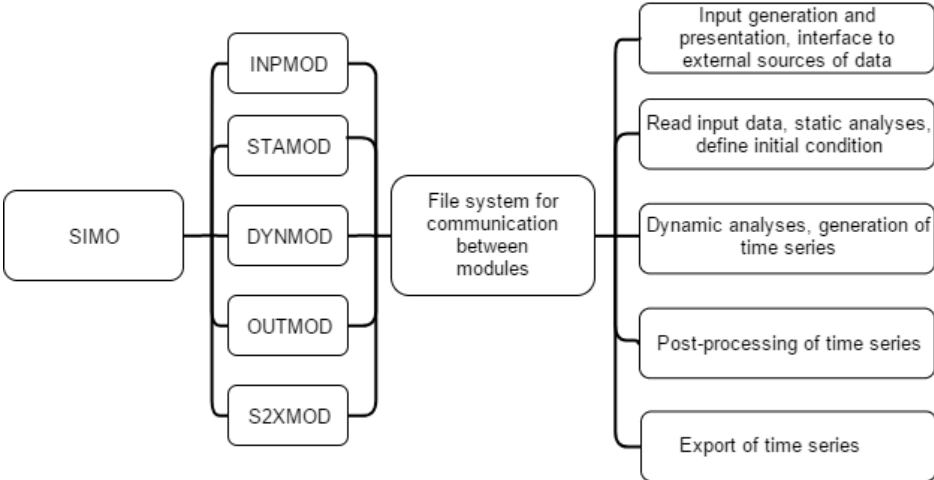 SIMO
INPMOD
STAMOD
DYNMOD
OUTMOD
S2XMOD
File system for
communication
between
modules
Input generation and
presentation, interface to
external sources of data
Read input data, static analyses,
define initial condition
Dynamic analyses, generation of
time series
Post-processing of time series
Export of time series